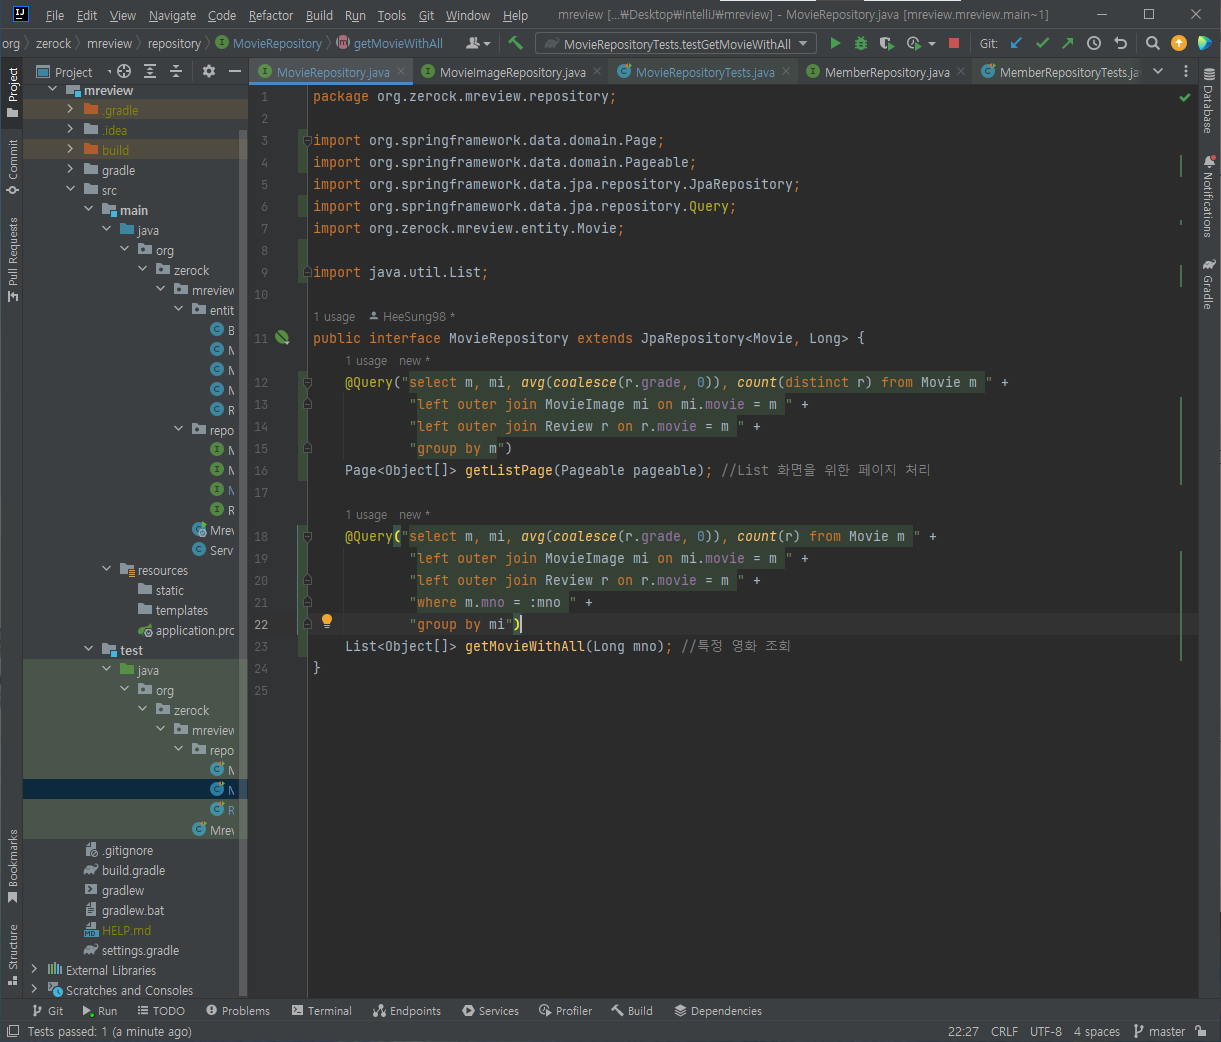 File Edit View Navigate Code Refactor Build Run Tools Git Window Help mreview [...₩Desktop₩IntelliJ₩mreview] - MovieRepository.java [mreview.mreview.main~1]
org zerock mreview repository MovieRepository getMovieWithAll MovieRepositoryTests.testGetMovieWithAll Git:
Project MovieRepository.java MovieImageRepository.java MovieRepositoryTests.java MemberRepository.java MemberRepositoryTests.ja
Project
Commit
Pull Requests
Bookmarks
Structure
mreview
.gradle
.idea
build
gradle
src
main
java
org
zerock
mreview
entit
B
M
M
M
R
repo
M
M
M
R
Mrev
Serv
resources
static
templates
application.pro
test
java
org
zerock
mreview
repo
M
M
R
Mrev
.gitignore
build.gradle
gradlew
gradlew.bat
HELP.md
settings.gradle
External Libraries
Scratches and Consoles
1 package org.zerock.mreview.repository;
2
3 import org.springframework.data.domain.Page;
4 import org.springframework.data.domain.Pageable;
5 import org.springframework.data.jpa.repository.JpaRepository;
6 import org.springframework.data.jpa.repository.Query;
7 import org.zerock.mreview.entity.Movie;
8
9 import java.util.List;
10
1 usage HeeSung98 *
11 public interface MovieRepository extends JpaRepository<Movie, Long> {
1 usage new *
12 @Query("select m, mi, avg(coalesce(r.grade, 0)), count(distinct r) from Movie m " +
13 "left outer join MovieImage mi on mi.movie = m " +
14 "left outer join Review r on r.movie = m " +
15 "group by m")
16 Page<Object[]> getListPage(Pageable pageable); //List 화면을 위한 페이지 처리
17
1 usage new *
18 @Query("select m, mi, avg(coalesce(r.grade, 0)), count(r) from Movie m " +
19 "left outer join MovieImage mi on mi.movie = m " +
20 "left outer join Review r on r.movie = m " +
21 "where m.mno = :mno " +
22 "group by mi")
23 List<Object[]> getMovieWithAll(Long mno); //특정 영화 조회
24 }
25
Database
Notifications
Gradle
Git Run TODO Problems Terminal Endpoints Services Profiler Build Dependencies
Tests passed: 1 (a minute ago) 22:27 CRLF UTF-8 4 spaces master